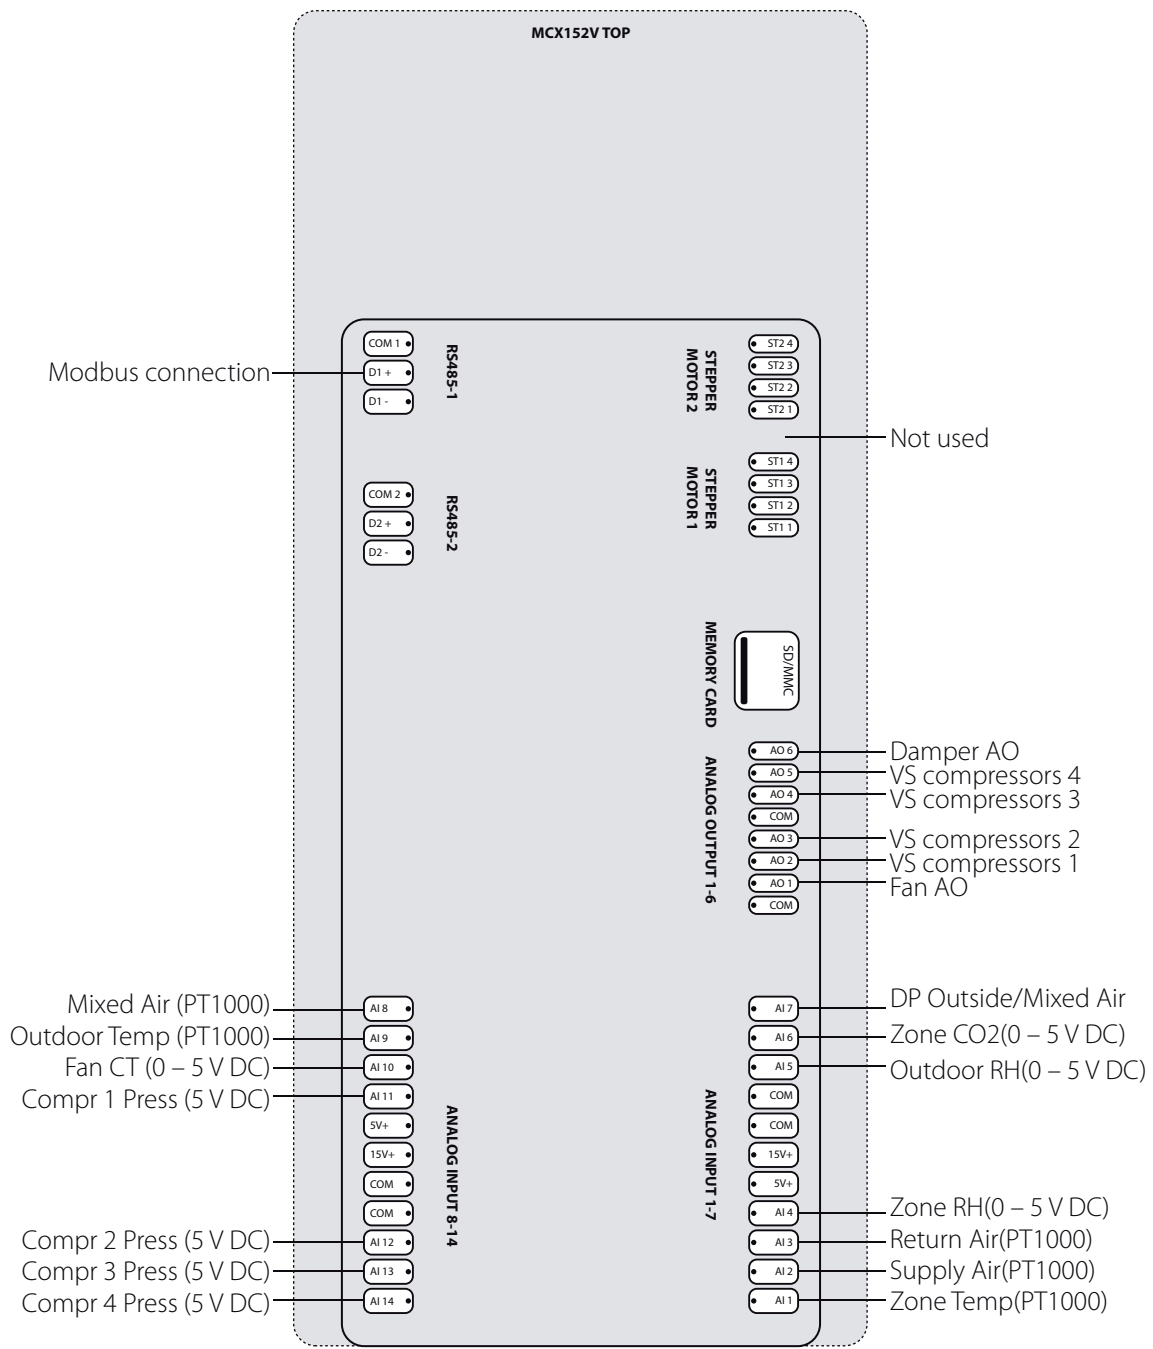 MCX152V TOP
COM 1
D1 +
D1 -
RS485-1
Modbus connection
COM 2
D2 +
D2 -
RS485-2
STEPPER
MOTOR 2
ST2 4
ST2 3
ST2 2
ST2 1
Not used
STEPPER
MOTOR 1
ST1 4
ST1 3
ST1 2
ST1 1
MEMORY CARD
SD/MMC
ANALOG OUTPUT 1-6
AO 6
Damper AO
AO 5
VS compressors 4
AO 4
VS compressors 3
COM
AO 3
VS compressors 2
AO 2
VS compressors 1
AO 1
Fan AO
COM
Mixed Air (PT1000)
AI 8
Outdoor Temp (PT1000)
AI 9
Fan CT (0 – 5 V DC)
AI 10
Compr 1 Press (5 V DC)
AI 11
5V+
15V+
COM
COM
Compr 2 Press (5 V DC)
AI 12
Compr 3 Press (5 V DC)
AI 13
Compr 4 Press (5 V DC)
AI 14
ANALOG INPUT 8-14
ANALOG INPUT 1-7
AI 7
DP Outside/Mixed Air
AI 6
Zone CO2(0 – 5 V DC)
AI 5
Outdoor RH(0 – 5 V DC)
COM
COM
15V+
5V+
AI 4
Zone RH(0 – 5 V DC)
AI 3
Return Air(PT1000)
AI 2
Supply Air(PT1000)
AI 1
Zone Temp(PT1000)